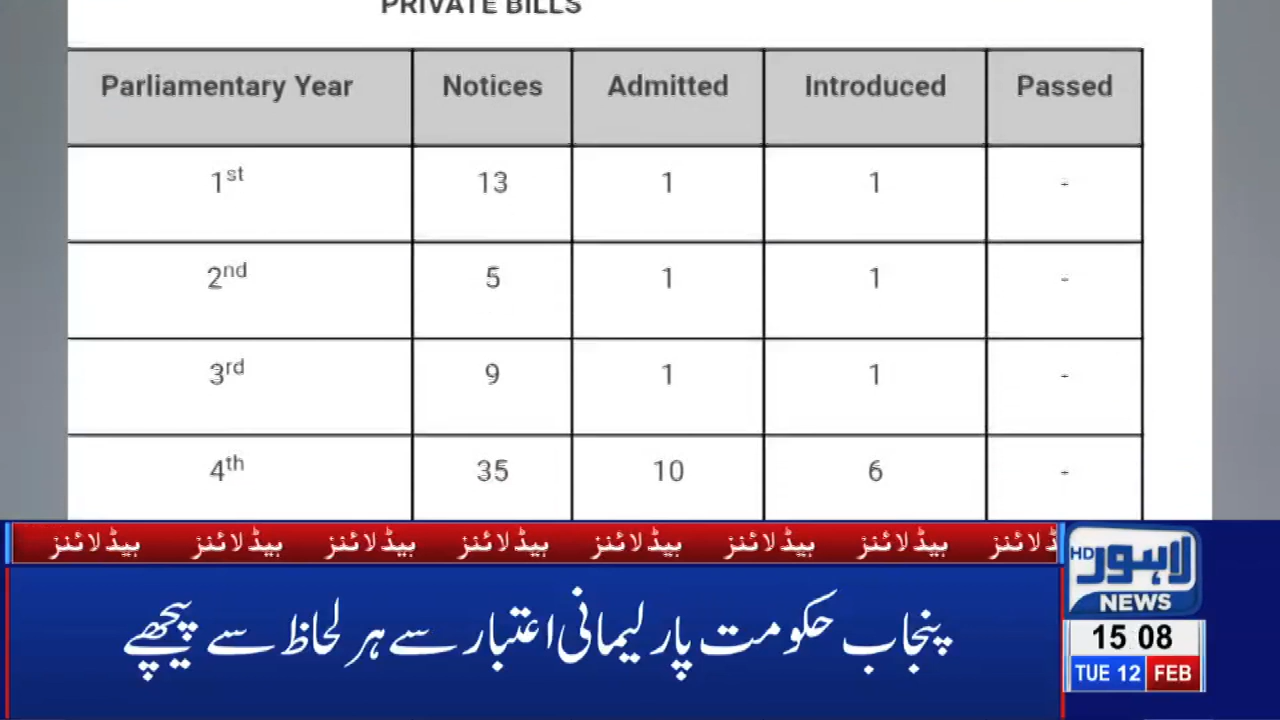 PRIVATE BILLS
Parliamentary Year Notices Admitted Introduced Passed
1st 13 1 1 -
2nd 5 1 1 -
3rd 9 1 1 -
4th 35 10 6 -
ہیڈلائنز ہیڈلائنز ہیڈلائنز ہیڈلائنز ہیڈلائنز ہیڈلائنز ہیڈلائنز ڈلائنز
پنجاب حکومت پارلیمانی اعتبار سے ہر لحاظ سے پیچھے
لاہور HD
NEWS
15 08
TUE 12 FEB